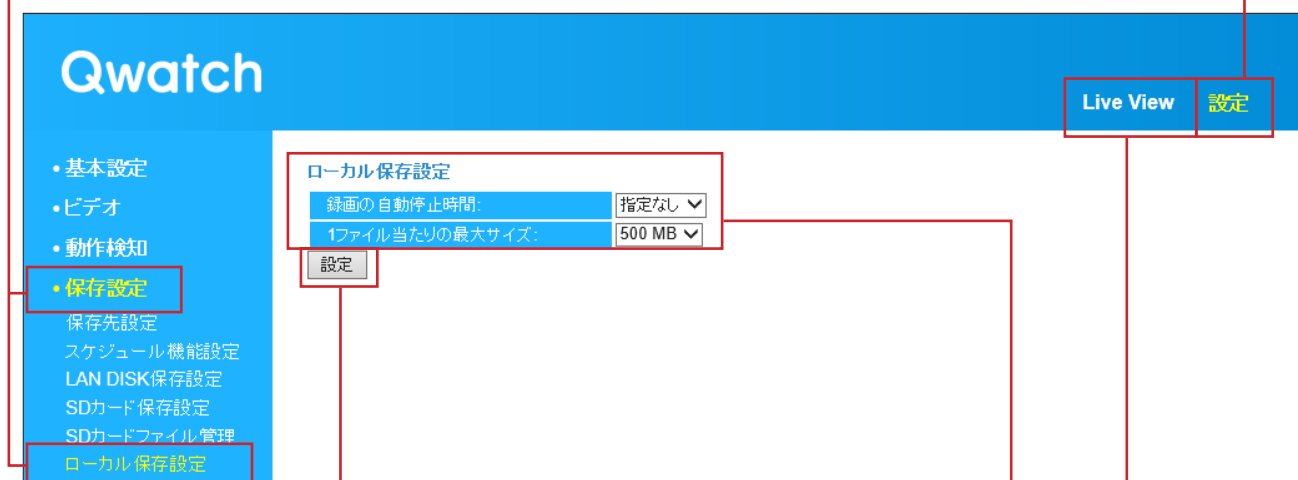 Qwatch
Live View 設定
•基本設定
•ビデオ
•動作検知
•保存設定
保存先設定
スケジュール機能設定
LAN DISK保存設定
SDカード保存設定
SDカードファイル管理
ローカル保存設定
ローカル保存設定
録画の自動停止時間: 指定なし
1ファイル当たりの最大サイズ: 500 MB
設定